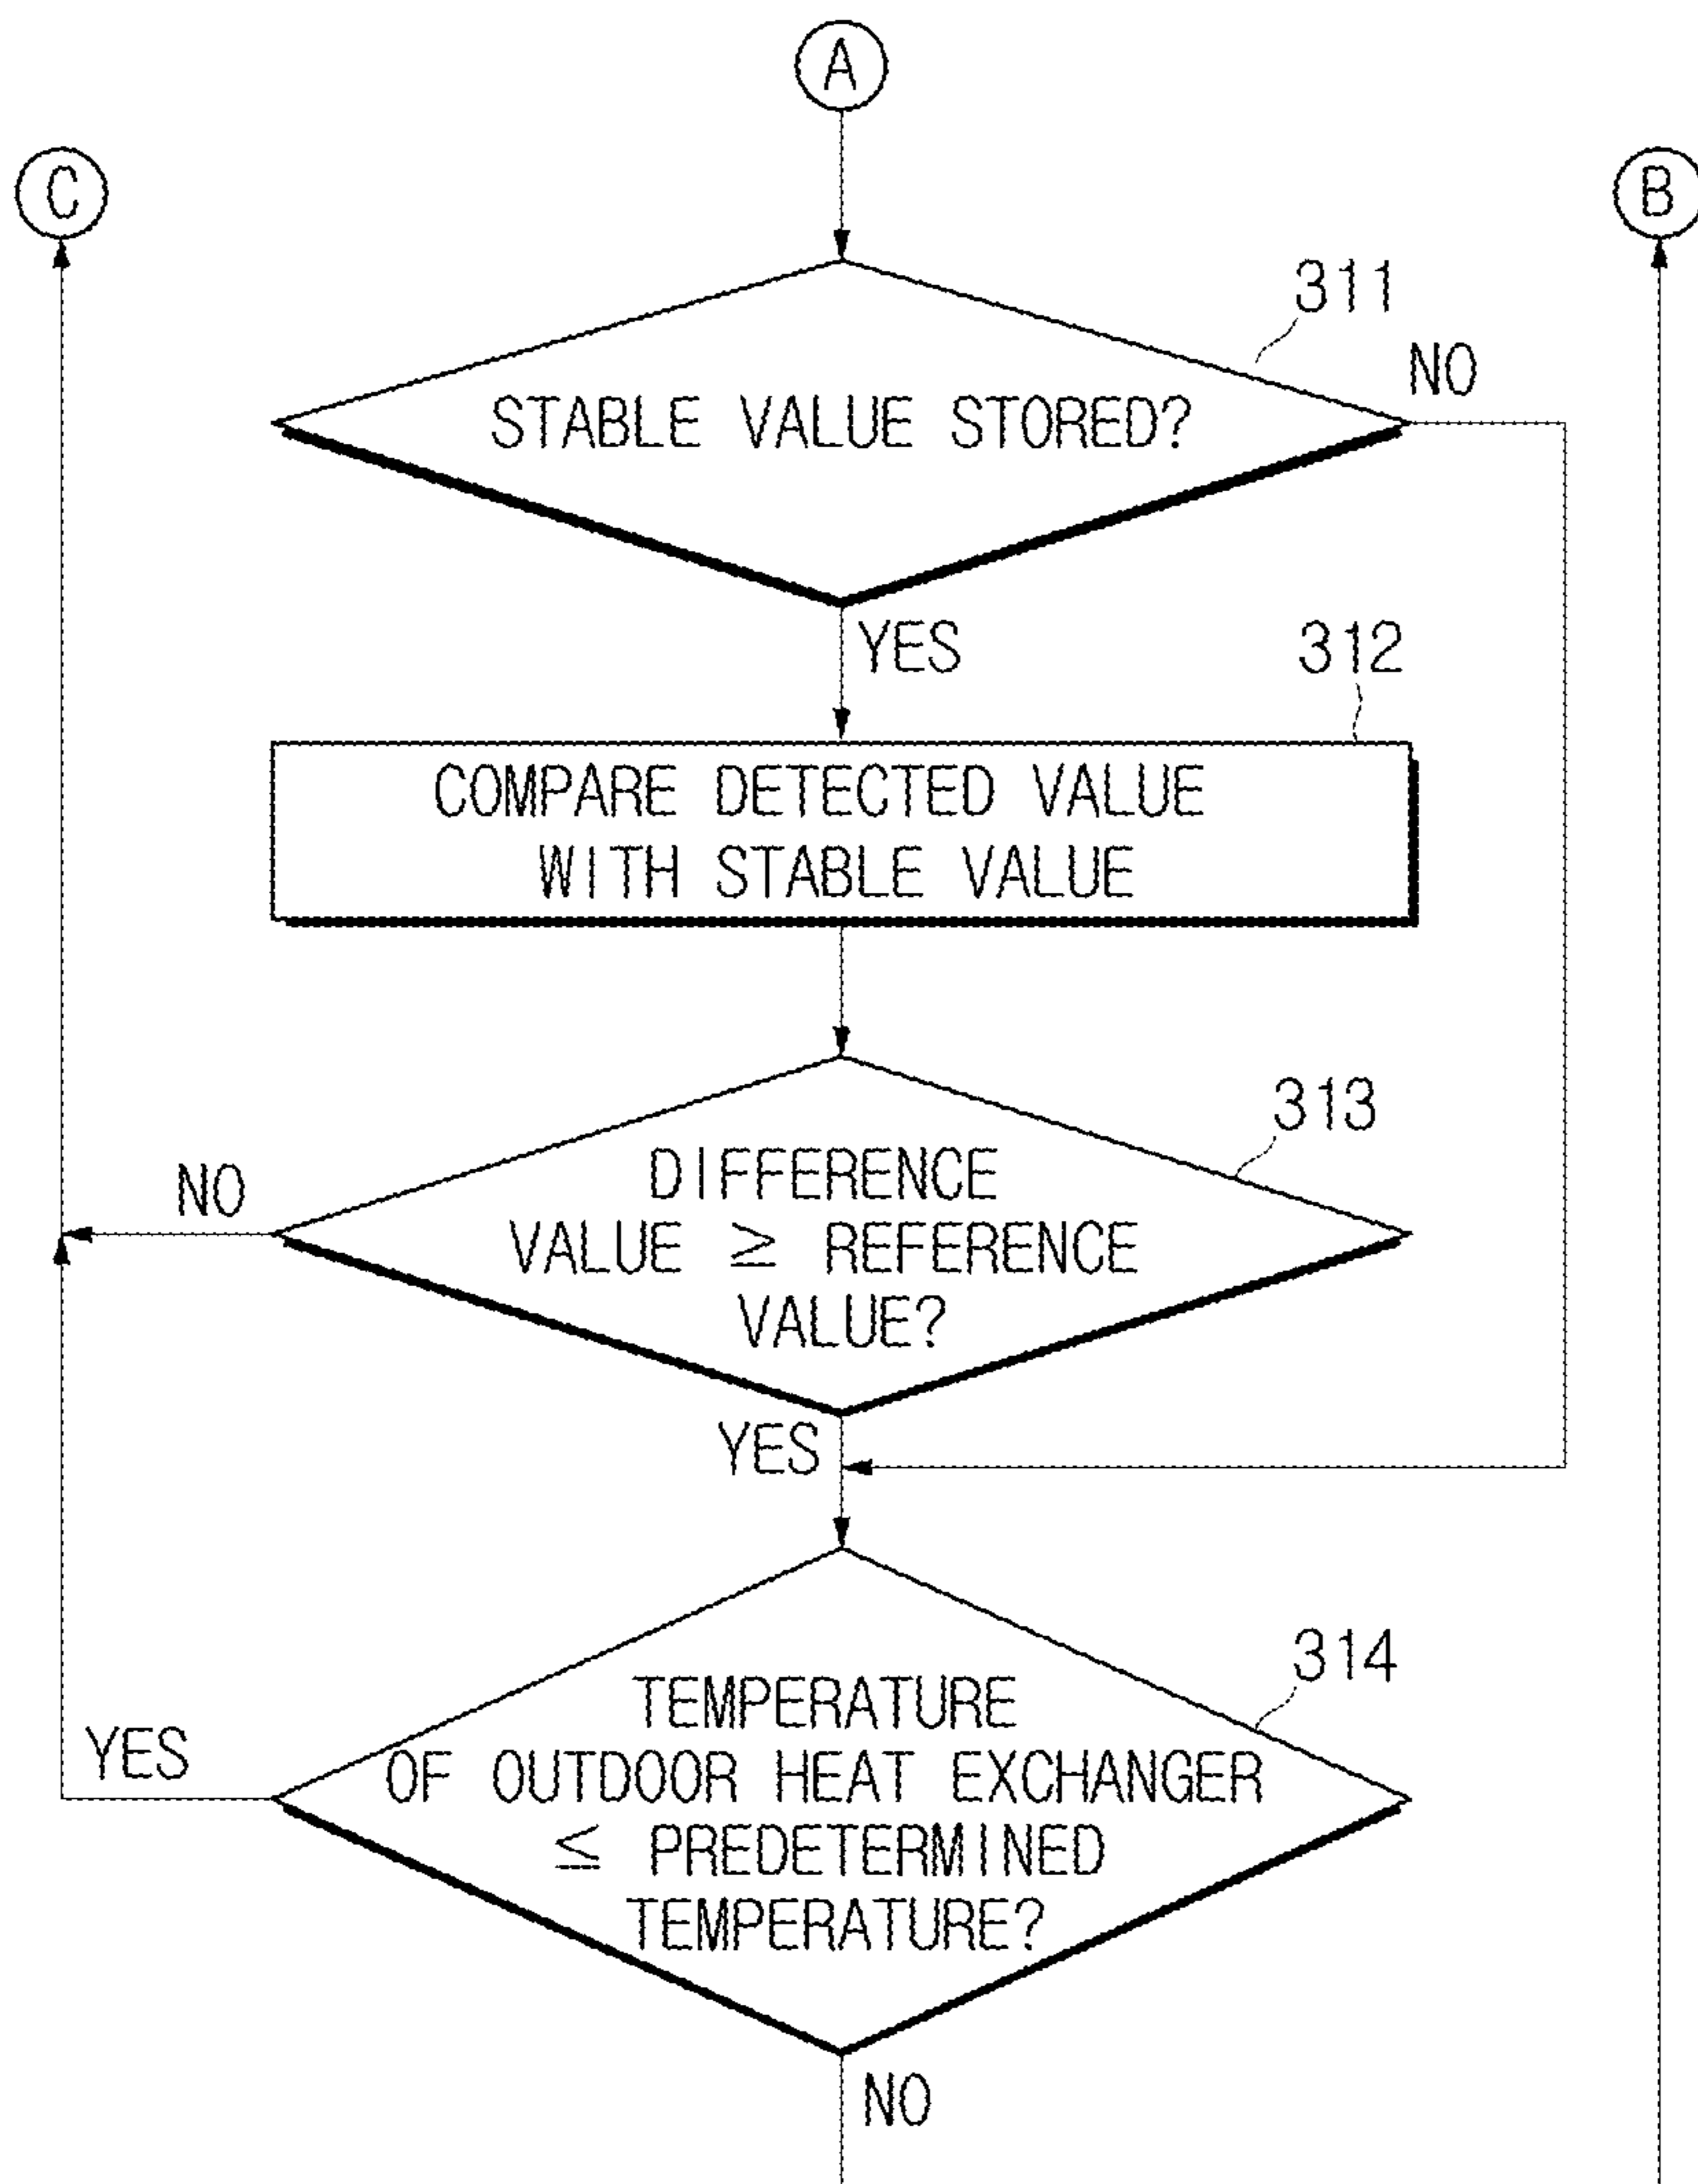 A
C
B
311
NO
STABLE VALUE STORED?
YES
312
COMPARE DETECTED VALUE
WITH STABLE VALUE
313
NO
DIFFERENCE
VALUE ≥ REFERENCE
VALUE?
YES
314
YES
TEMPERATURE
OF OUTDOOR HEAT EXCHANGER
≤ PREDETERMINED
TEMPERATURE?
NO